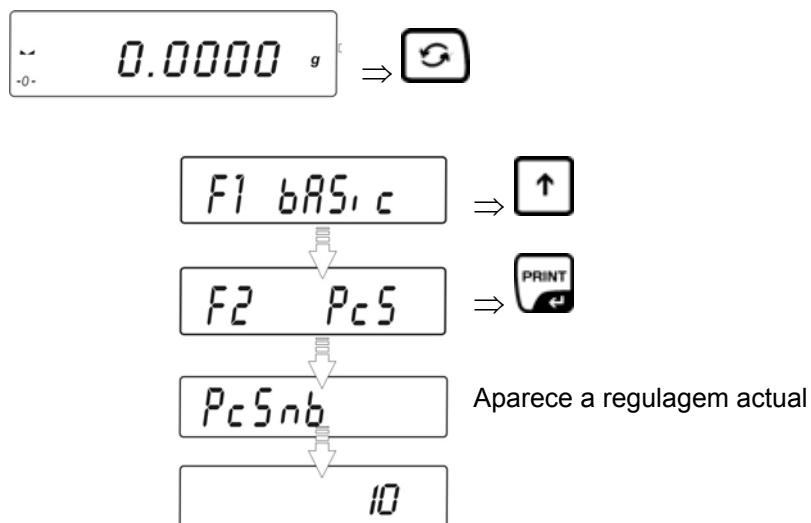 -0- 0.0000 g ⇒
F1 bASic ⇒ ↑
F2 PcS ⇒ PRINT
PcSnb Aparece a regulagem actual
10